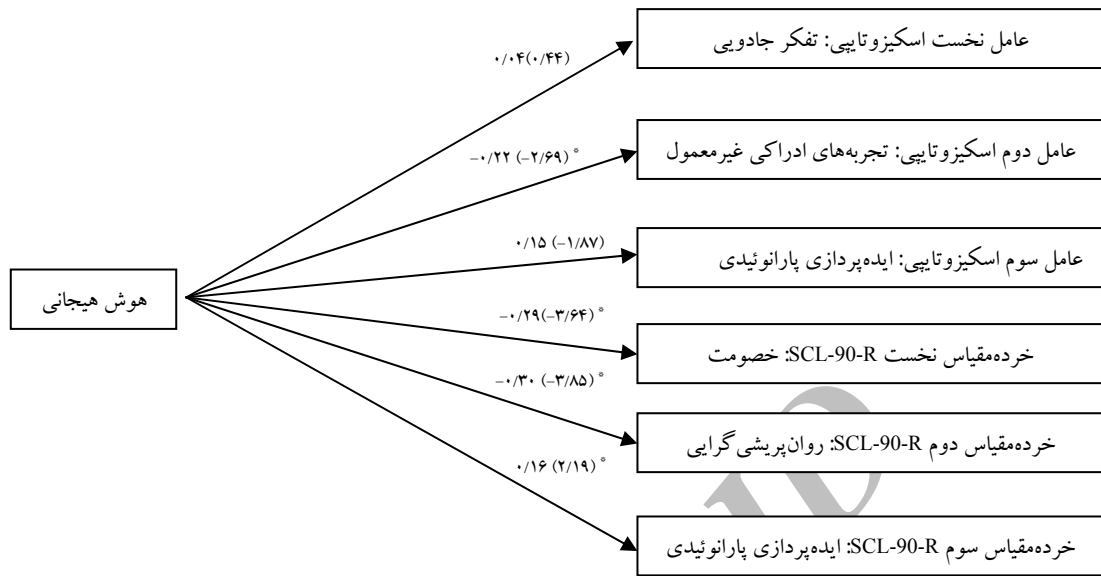 عامل نخست اسکیزوتایپی: تفکر جادویی
۰/۰۴(۰/۴۴)
عامل دوم اسکیزوتایپی: تجربه‌های ادراکی غیرمعمول
−۰/۲۲ (−۲/۶۹) *
عامل سوم اسکیزوتایپی: ایده‌پردازی پارانوئیدی
۰/۱۵ (−۱/۸۷)
هوش هیجانی
−۰/۲۹(−۳/۶۴) *
خرده‌مقیاس نخست SCL-90-R: خصومت
−۰/۳۰ (−۳/۸۵) *
خرده‌مقیاس دوم SCL-90-R: روان‌پریشی‌گرایی
۰/۱۶ (۲/۱۹) *
خرده‌مقیاس سوم SCL-90-R: ایده‌پردازی پارانوئیدی